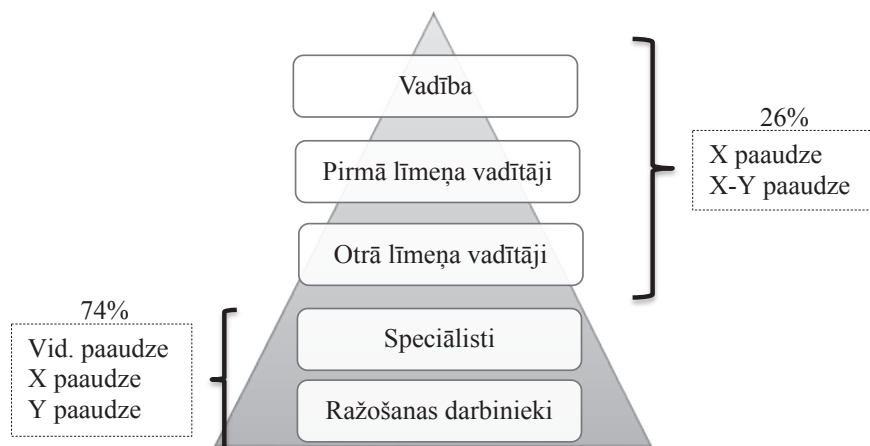 Vadība
Pirmā līmeņa vadītāji
Otrā līmeņa vadītāji
Speciālisti
Ražošanas darbinieki
26%
X paaudze
X-Y paaudze
74%
Vid. paaudze
X paaudze
Y paaudze